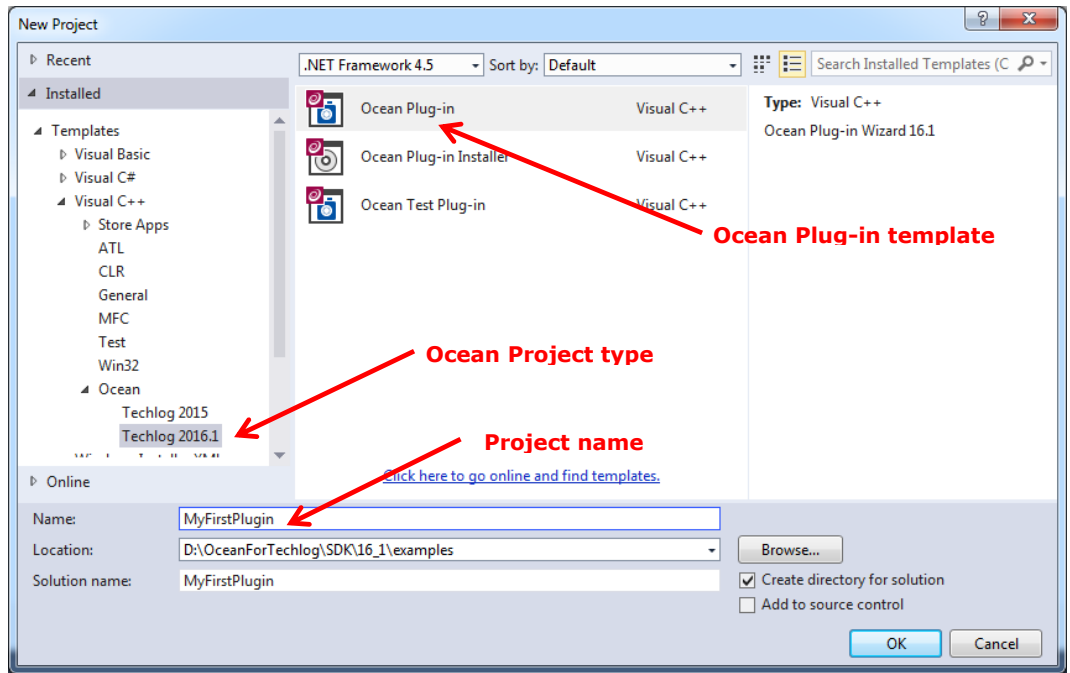 New Project
Recent
.NET Framework 4.5
Sort by: Default
Search Installed Templates (C
Installed
Templates
Visual Basic
Visual C#
Visual C++
Store Apps
ATL
CLR
General
MFC
Test
Win32
Ocean
Techlog 2015
Techlog 2016.1
Online
Ocean Plug-in Visual C++
Ocean Plug-in Installer Visual C++
Ocean Test Plug-in Visual C++
Type: Visual C++
Ocean Plug-in Wizard 16.1
Ocean Plug-in template
Ocean Project type
Project name
Click here to go online and find templates.
Name: MyFirstPlugin
Location: D:\OceanForTechlog\SDK\16_1\examples
Browse...
Solution name: MyFirstPlugin
Create directory for solution
Add to source control
OK Cancel